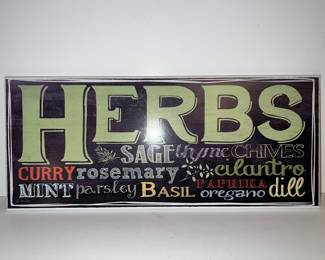 HERBS
SAGE thyme CHIVES
CURRY rosemary cilantro
PAPRIKA
MINT parsley BASIL oregano dill